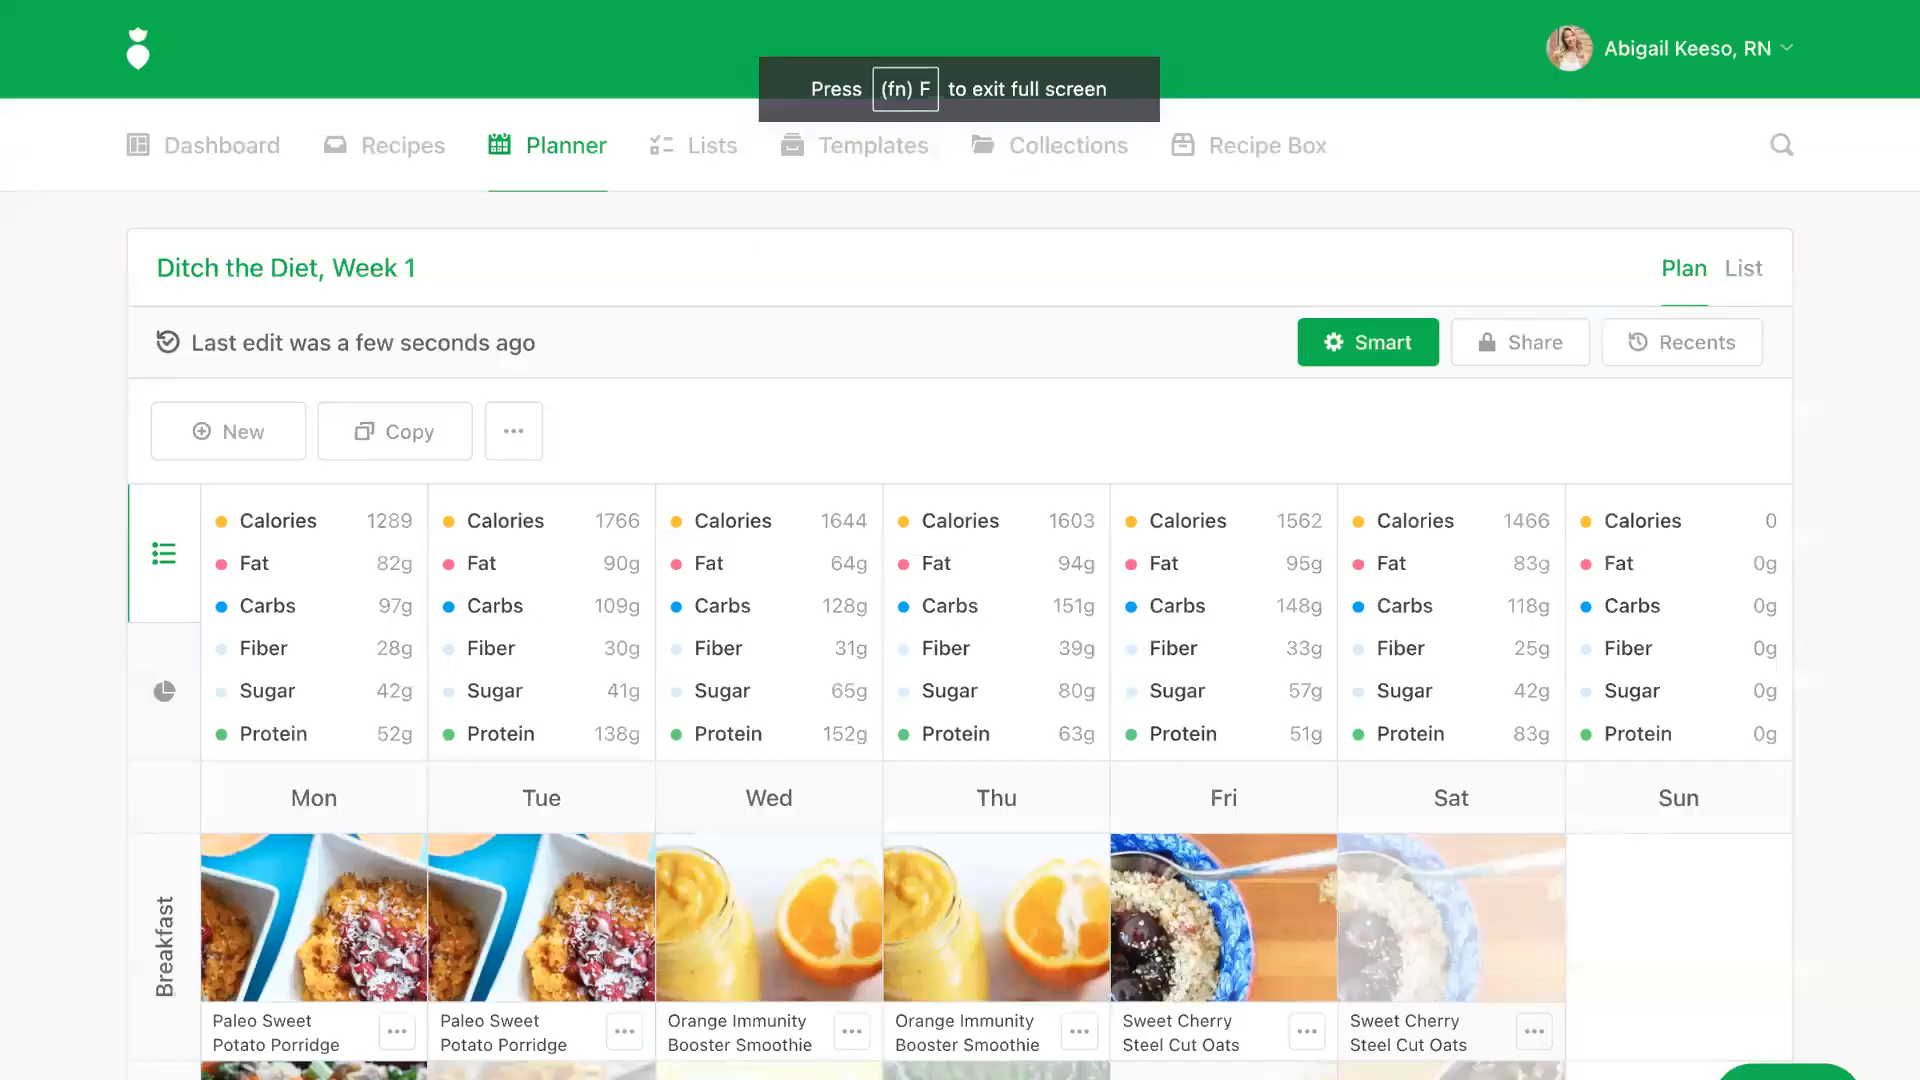 Abigail Keeso, RN
Press (fn) F to exit full screen
Dashboard Recipes Planner Lists Templates Collections Recipe Box
Ditch the Diet, Week 1
Plan List
Last edit was a few seconds ago
Smart Share Recents
New Copy
Calories 1289 Calories 1766 Calories 1644 Calories 1603 Calories 1562 Calories 1466 Calories 0
Fat 82g Fat 90g Fat 64g Fat 94g Fat 95g Fat 83g Fat 0g
Carbs 97g Carbs 109g Carbs 128g Carbs 151g Carbs 148g Carbs 118g Carbs 0g
Fiber 28g Fiber 30g Fiber 31g Fiber 39g Fiber 33g Fiber 25g Fiber 0g
Sugar 42g Sugar 41g Sugar 65g Sugar 80g Sugar 57g Sugar 42g Sugar 0g
Protein 52g Protein 138g Protein 152g Protein 63g Protein 51g Protein 83g Protein 0g
Mon Tue Wed Thu Fri Sat Sun
Breakfast
Paleo Sweet Paleo Sweet Orange Immunity Orange Immunity Sweet Cherry Sweet Cherry
Potato Porridge Potato Porridge Booster Smoothie Booster Smoothie Steel Cut Oats Steel Cut Oats